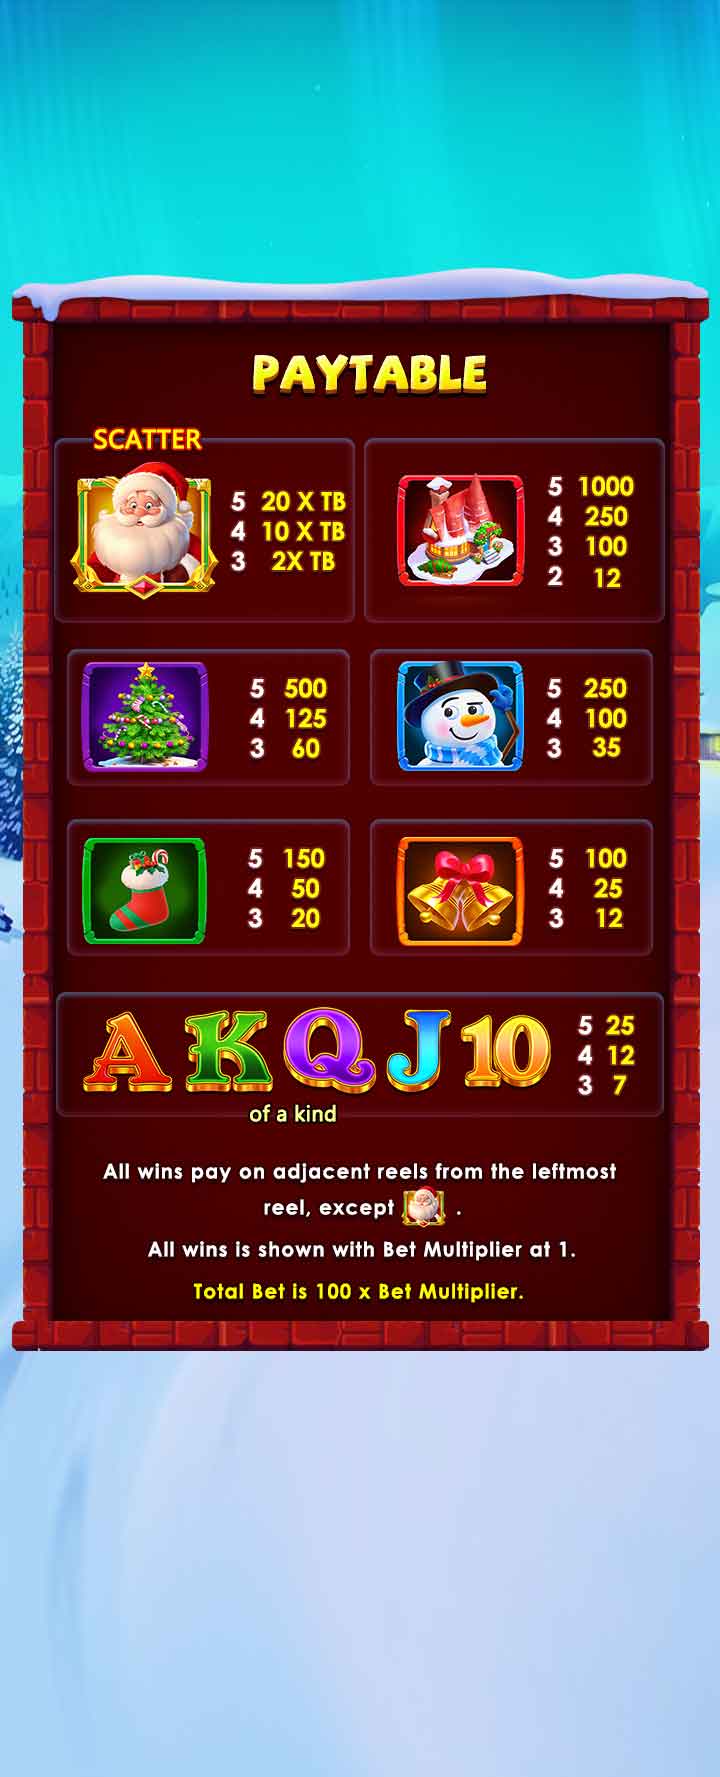 PAYTABLE
SCATTER
5 20 X TB
4 10 X TB
3 2X TB
5 1000
4 250
3 100
2 12
5 500
4 125
3 60
5 250
4 100
3 35
5 150
4 50
3 20
5 100
4 25
3 12
A K Q J 10
5 25
4 12
3 7
of a kind
All wins pay on adjacent reels from the leftmost
reel, except .
All wins is shown with Bet Multiplier at 1.
Total Bet is 100 x Bet Multiplier.